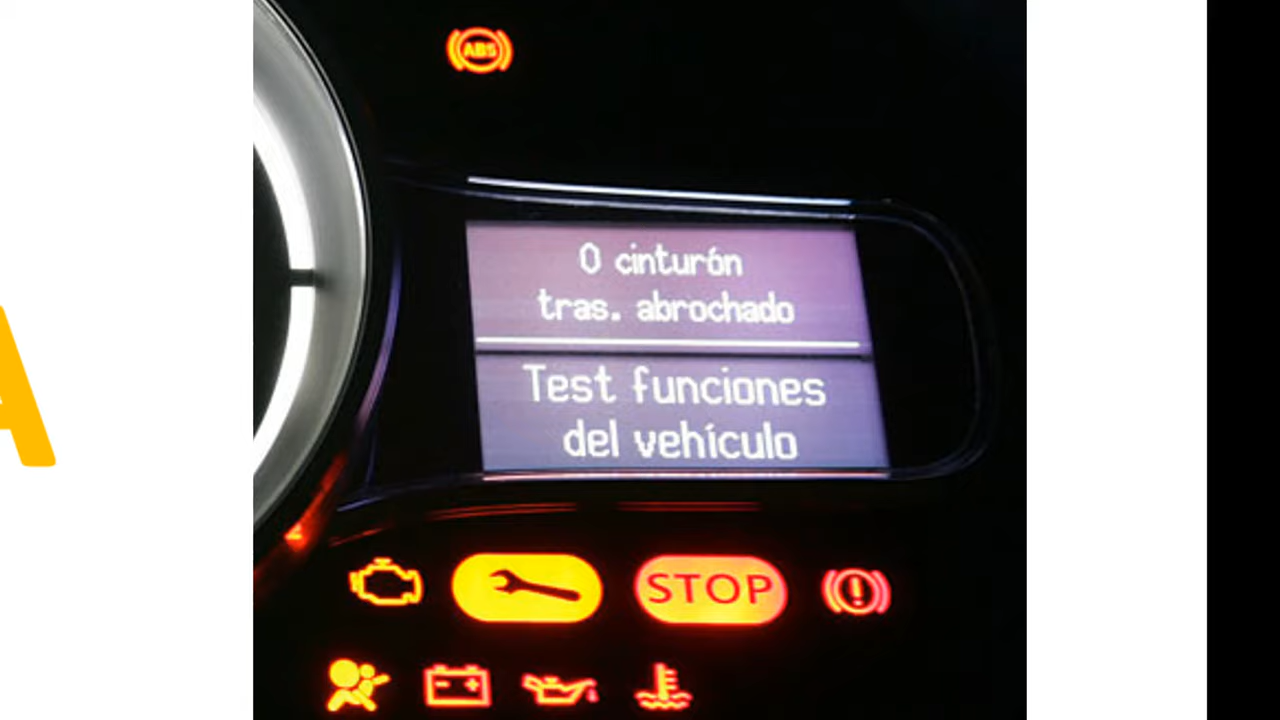 A
ABS
0 cinturón
tras. abrochado
Test funciones
del vehículo
STOP